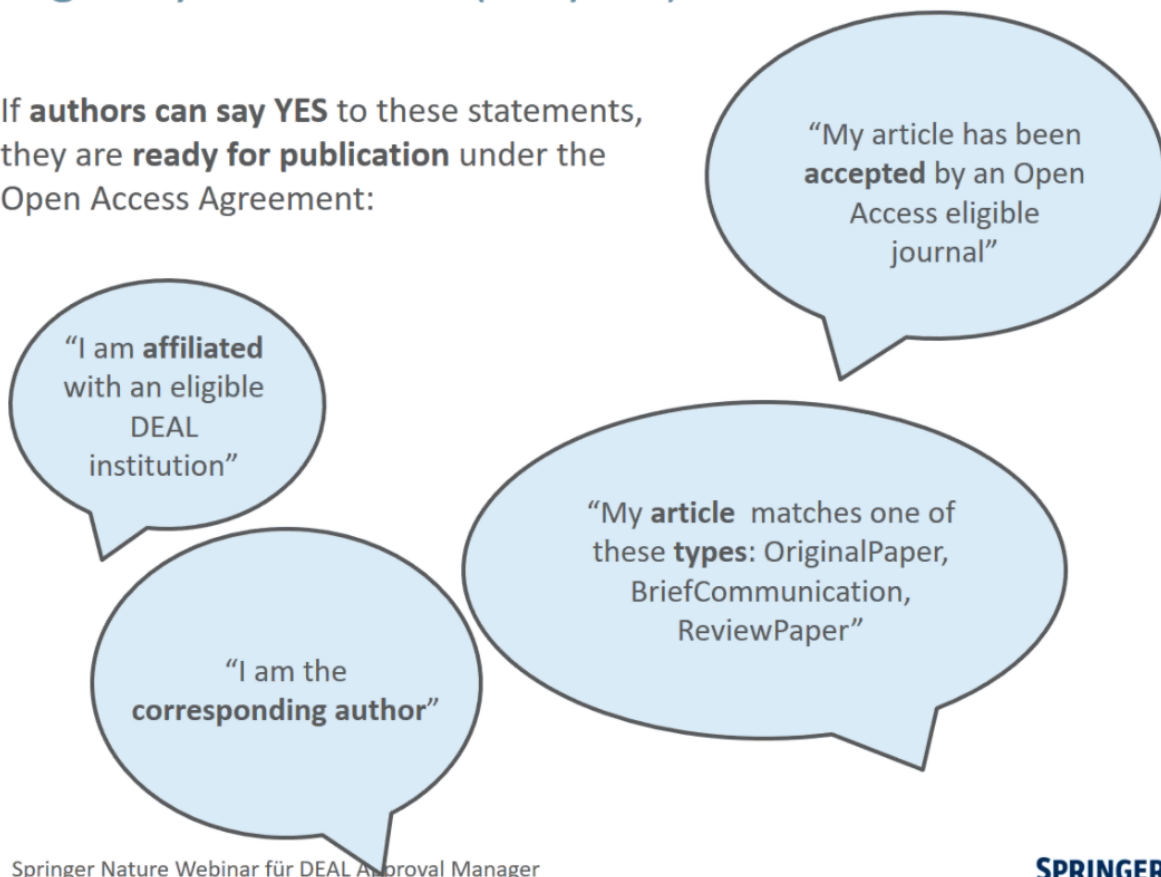 If authors can say YES to these statements,
they are ready for publication under the
Open Access Agreement:
“My article has been
accepted by an Open
Access eligible
journal”
“I am affiliated
with an eligible
DEAL
institution”
“My article matches one of
these types: OriginalPaper,
BriefCommunication,
ReviewPaper”
“I am the
corresponding author”
Springer Nature Webinar für DEAL Approval Manager
SPRINGER